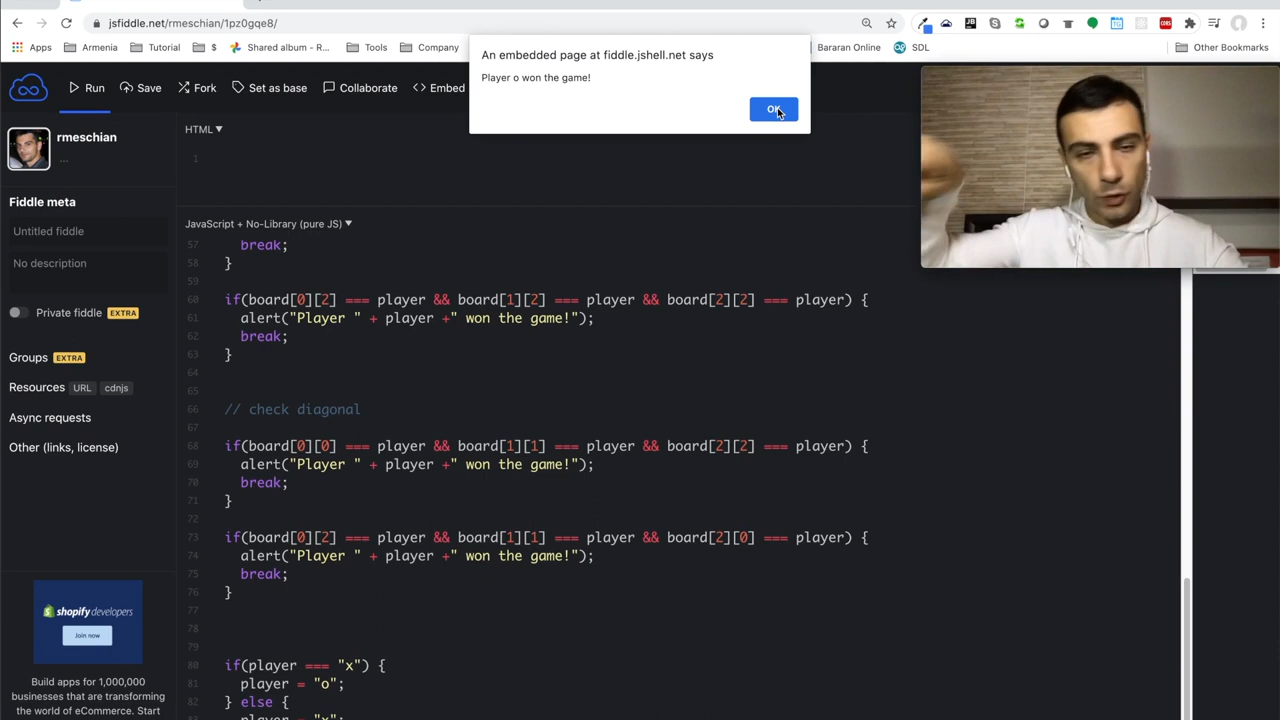 jsfiddle.net/rmeschian/1pz0gqe8/
Apps Armenia Tutorial $ Shared album - R... Tools Company Bararan Online SDL Other Bookmarks
An embedded page at fiddle.jshell.net says
Player o won the game!
OK
Run Save Fork Set as base Collaborate Embed
rmeschian
...
Fiddle meta
Untitled fiddle
No description
Private fiddle EXTRA
Groups EXTRA
Resources URL cdnjs
Async requests
Other (links, license)
shopify developers
Join now
Build apps for 1,000,000
businesses that are transforming
the world of eCommerce. Start
HTML ▼
1
JavaScript + No-Library (pure JS) ▼
57 break;
58 }
59
60 if(board[0][2] === player && board[1][2] === player && board[2][2] === player) {
61 alert("Player " + player +" won the game!");
62 break;
63 }
64
65
66 // check diagonal
67
68 if(board[0][0] === player && board[1][1] === player && board[2][2] === player) {
69 alert("Player " + player +" won the game!");
70 break;
71 }
72
73 if(board[0][2] === player && board[1][1] === player && board[2][0] === player) {
74 alert("Player " + player +" won the game!");
75 break;
76 }
77
78
79
80 if(player === "x") {
81 player = "o";
82 } else {
83 player = "x";